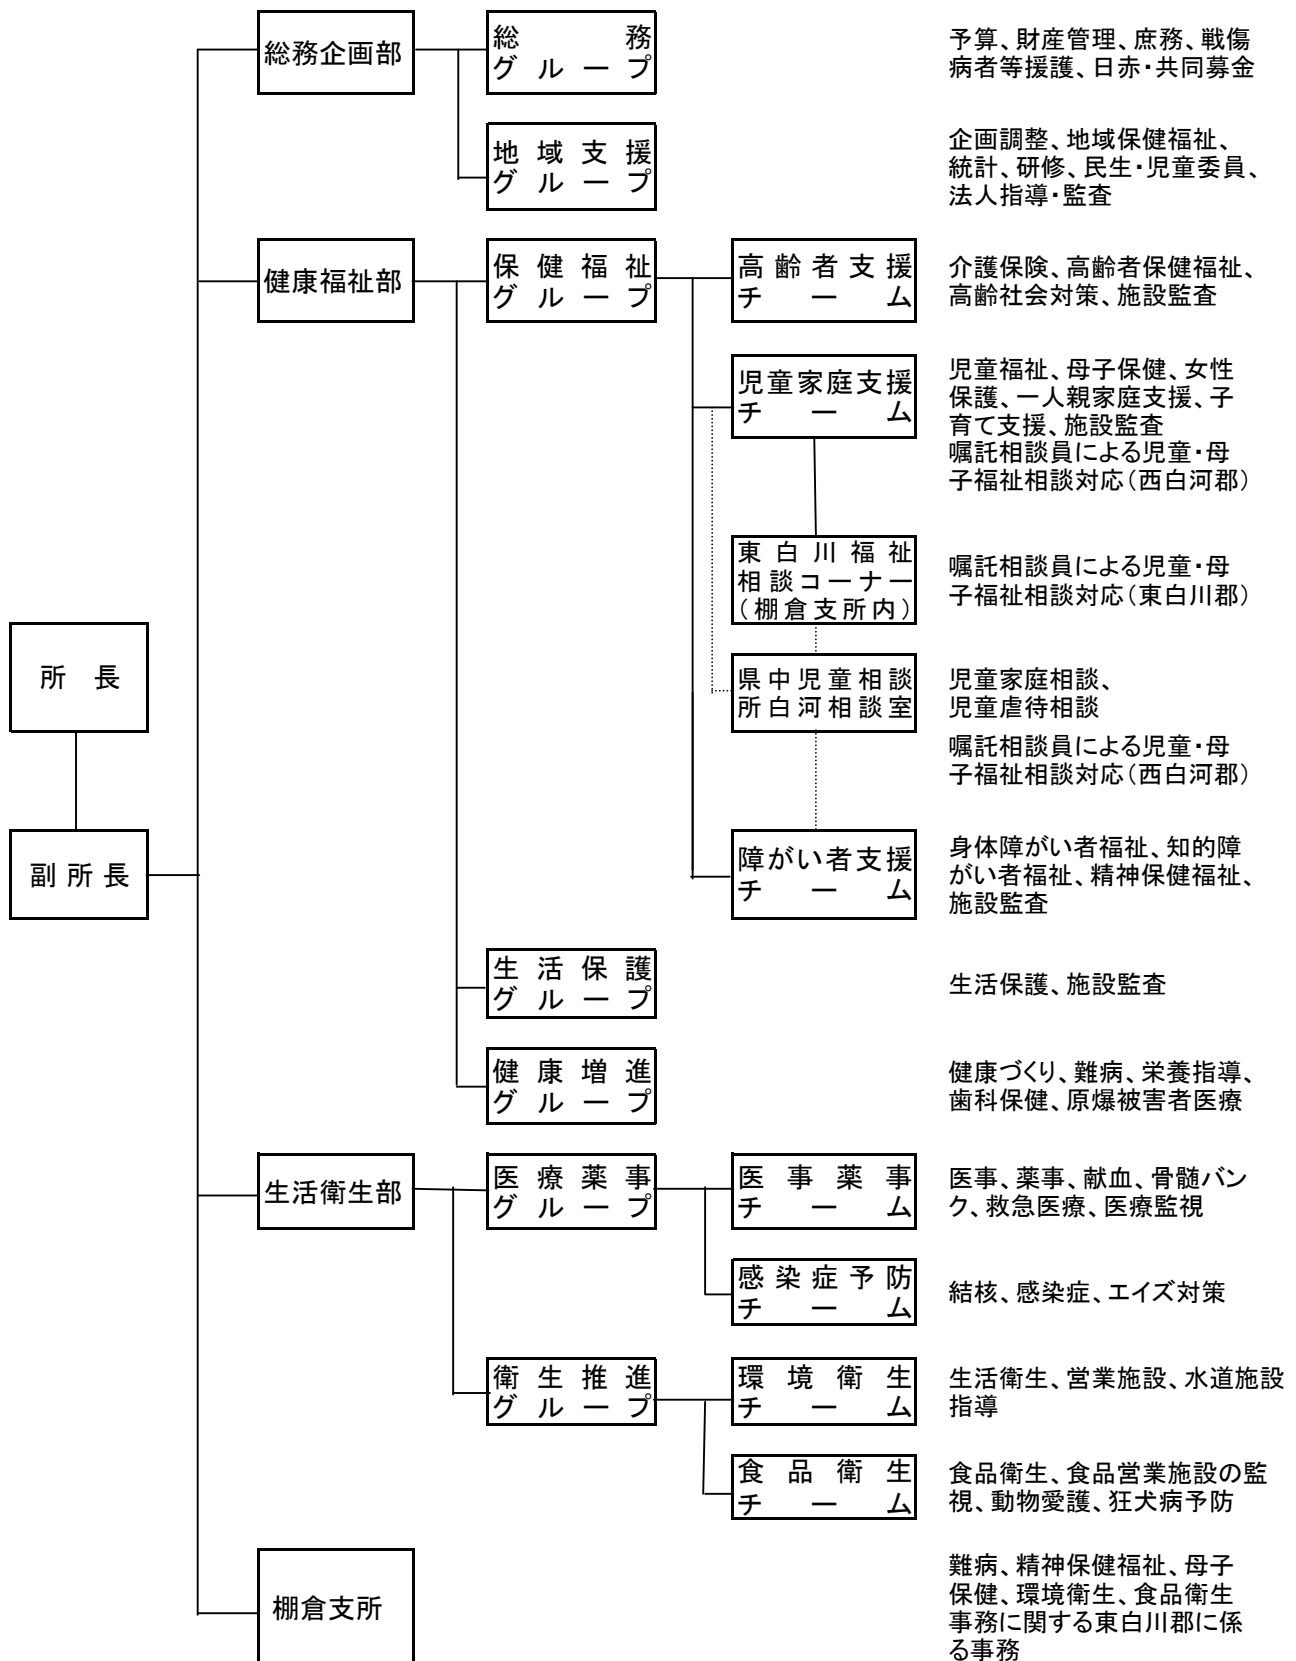 総務企画部
総務
グループ
予算、財産管理、庶務、戦傷
病者等援護、日赤・共同募金
地域支援
グループ
企画調整、地域保健福祉、
統計、研修、民生・児童委員、
法人指導・監査
健康福祉部
保健福祉
グループ
高齢者支援
チーム
介護保険、高齢者保健福祉、
高齢社会対策、施設監査
児童家庭支援
チーム
児童福祉、母子保健、女性
保護、一人親家庭支援、子
育て支援、施設監査
嘱託相談員による児童・母
子福祉相談対応（西白河郡）
東白川福祉
相談コーナー
（棚倉支所内）
嘱託相談員による児童・母
子福祉相談対応（東白川郡）
所長
県中児童相談
所白河相談室
児童家庭相談、
児童虐待相談
嘱託相談員による児童・母
子福祉相談対応（西白河郡）
副所長
障がい者支援
チーム
身体障がい者福祉、知的障
がい者福祉、精神保健福祉、
施設監査
生活保護
グループ
生活保護、施設監査
健康増進
グループ
健康づくり、難病、栄養指導、
歯科保健、原爆被害者医療
生活衛生部
医療薬事
グループ
医事薬事
チーム
医事、薬事、献血、骨髄バン
ク、救急医療、医療監視
感染症予防
チーム
結核、感染症、エイズ対策
衛生推進
グループ
環境衛生
チーム
生活衛生、営業施設、水道施設
指導
食品衛生
チーム
食品衛生、食品営業施設の監
視、動物愛護、狂犬病予防
棚倉支所
難病、精神保健福祉、母子
保健、環境衛生、食品衛生
事務に関する東白川郡に係
る事務